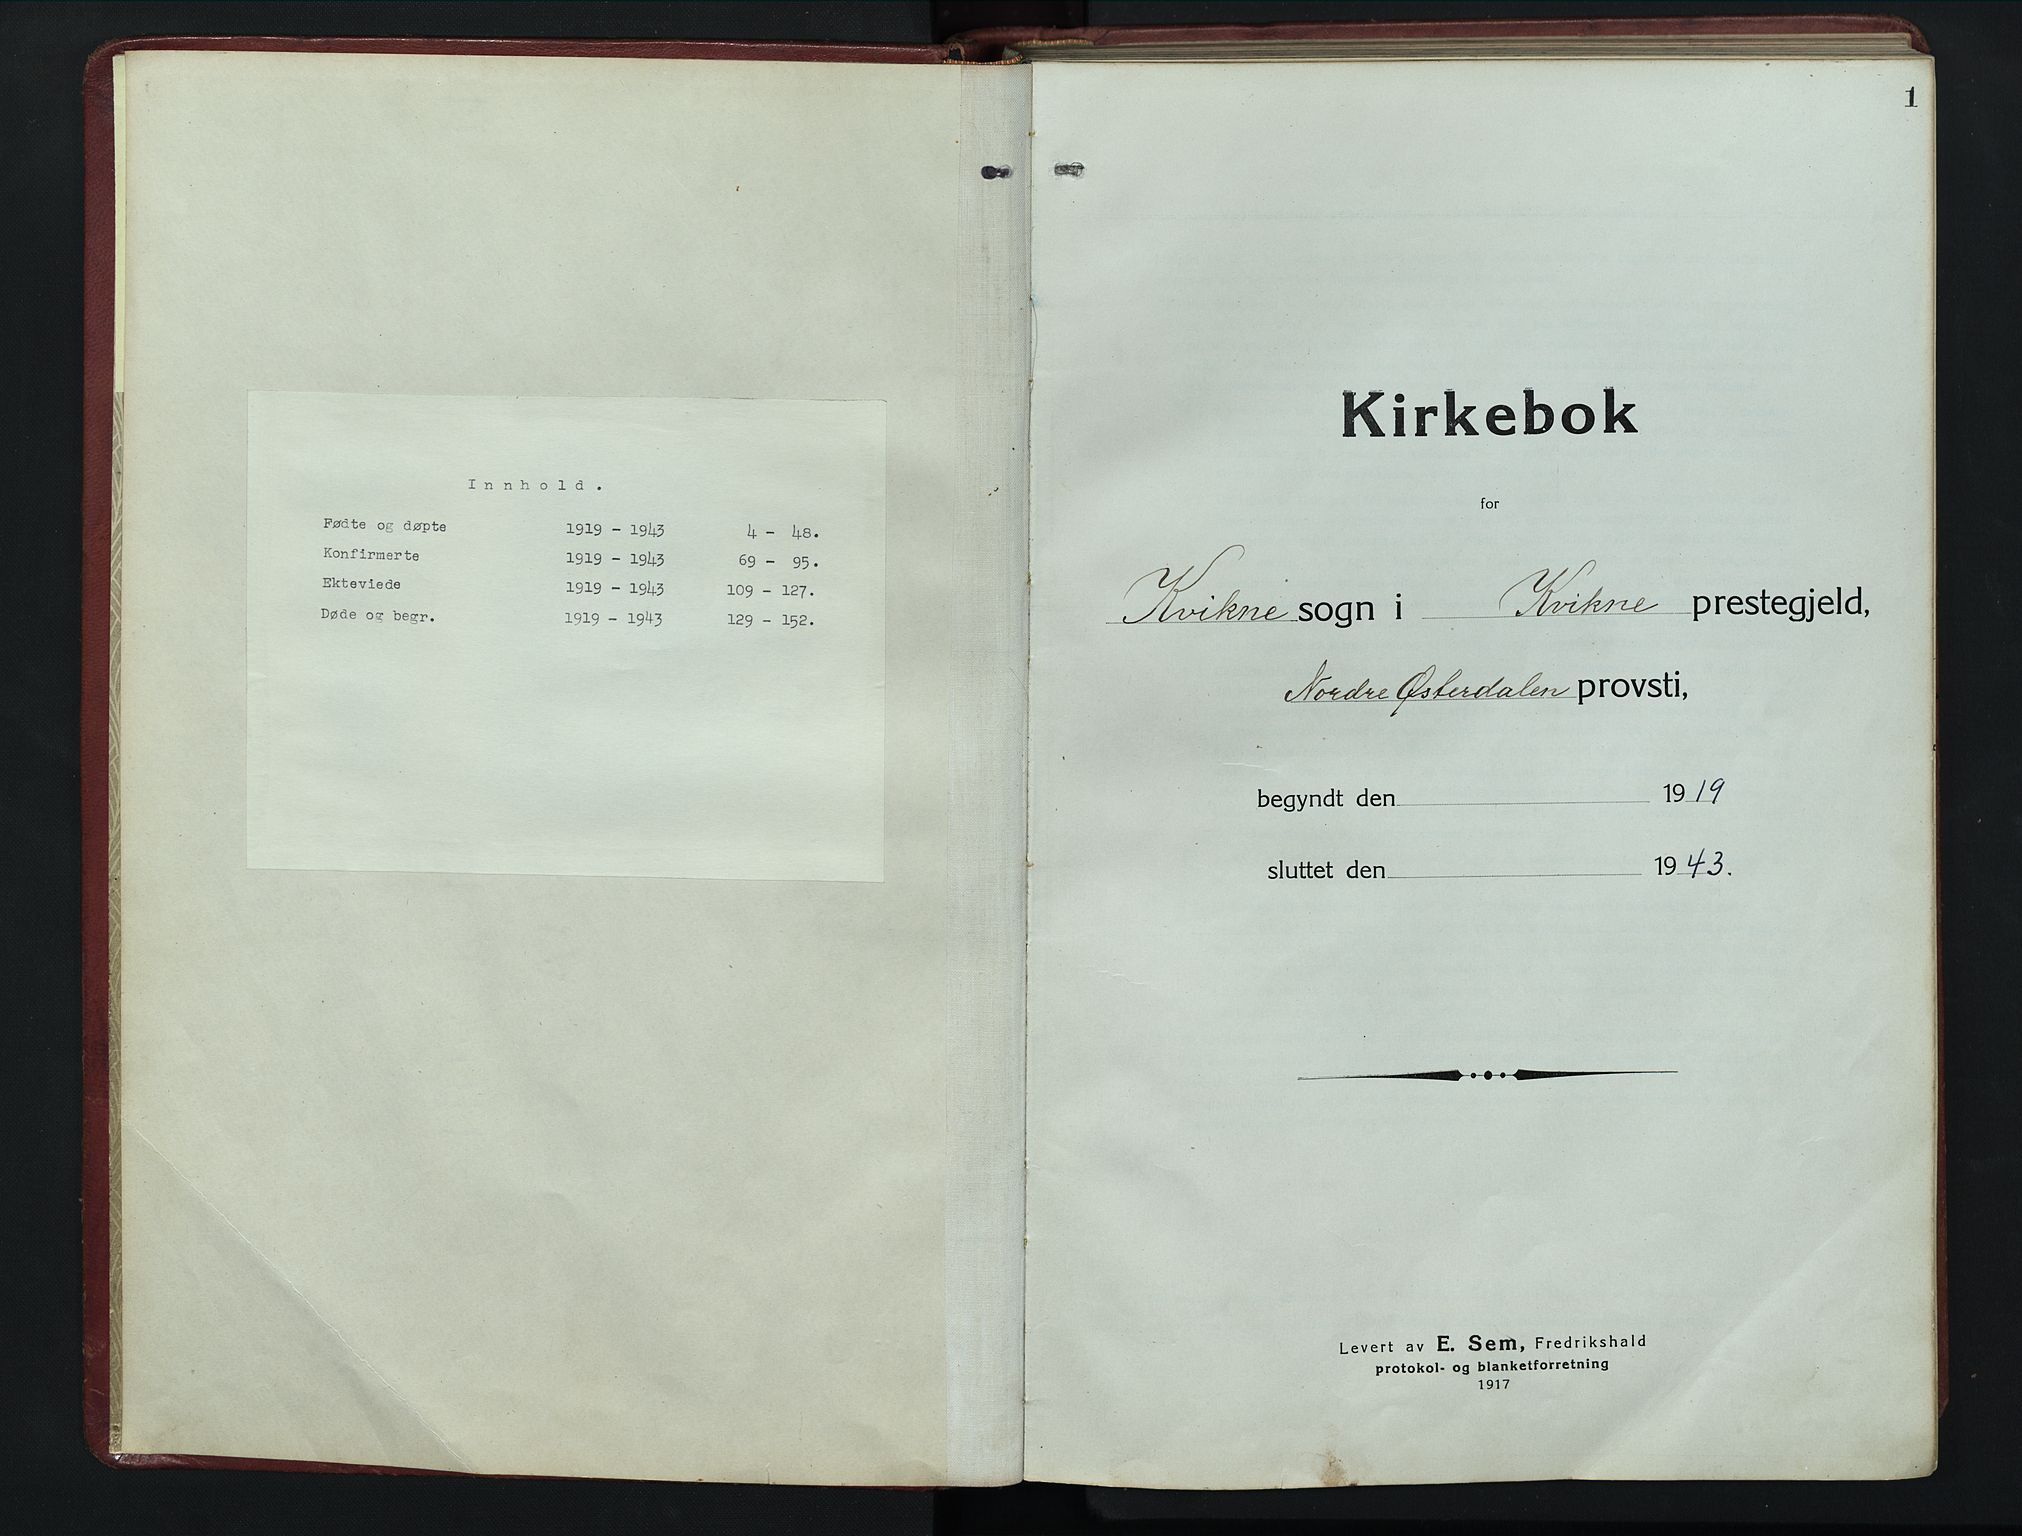 Innhold.
Fødte og døpte 1919 - 1943 4 - 48.
Konfirmerte 1919 - 1943 69 - 95.
Ekteviede 1919 - 1943 109 - 127.
Døde og begr. 1919 - 1943 129 - 152.
1
Kirkebok
for
Kvikne sogn i Kvikne prestegjeld,
Nordre Østerdalen provsti,
begyndt den 1919
sluttet den 1943.
Levert av E. Sem, Fredrikshald
protokol- og blanketforretning
1917